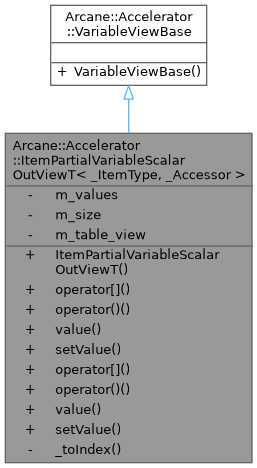 Arcane::Accelerator
::VariableViewBase
+ VariableViewBase()
Arcane::Accelerator
::ItemPartialVariableScalar
OutViewT< _ItemType, _Accessor >
- m_values
- m_size
- m_table_view
+ ItemPartialVariableScalar
OutViewT()
+ operator[]()
+ operator()()
+ value()
+ setValue()
+ operator[]()
+ operator()()
+ value()
+ setValue()
- _toIndex()